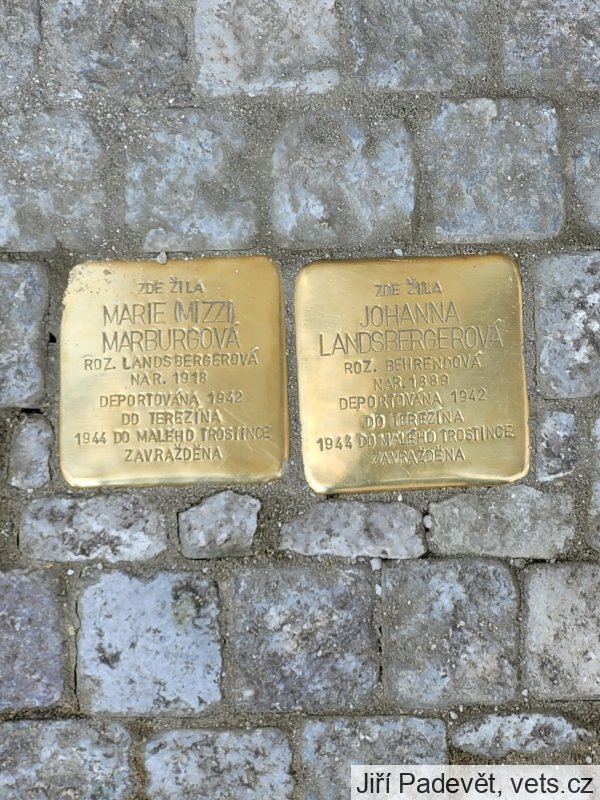 ZDE ŽILA
MARIE (MIZZI)
MARBURGOVÁ
ROZ. LANDSBERGEROVÁ
NAR. 1918
DEPORTOVÁNA 1942
DO TEREZÍNA
1944 DO MALÉHO TROSTINCE
ZAVRAŽDĚNA
ZDE ŽILA
JOHANNA
LANDSBERGEROVÁ
ROZ. BEHRENDOVÁ
NAR. 1889
DEPORTOVÁNA 1942
DO TEREZÍNA
1944 DO MALÉHO TROSTINCE
ZAVRAŽDĚNA
Jiří Padevět, vets.cz